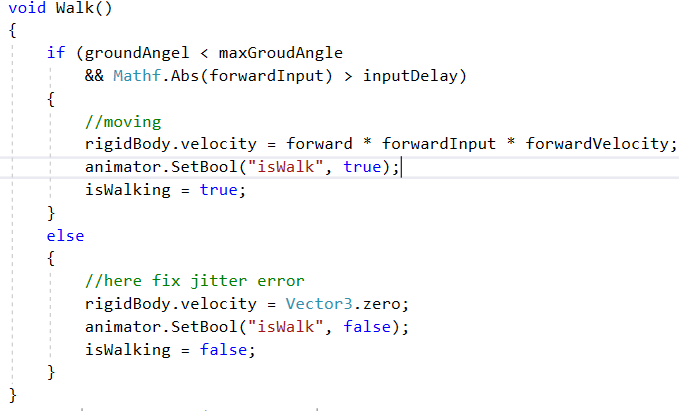 void Walk()
{
if (groundAngel < maxGroudAngle
&& Mathf.Abs(forwardInput) > inputDelay)
{
//moving
rigidBody.velocity = forward * forwardInput * forwardVelocity;
animator.SetBool("isWalk", true);
isWalking = true;
}
else
{
//here fix jitter error
rigidBody.velocity = Vector3.zero;
animator.SetBool("isWalk", false);
isWalking = false;
}
}